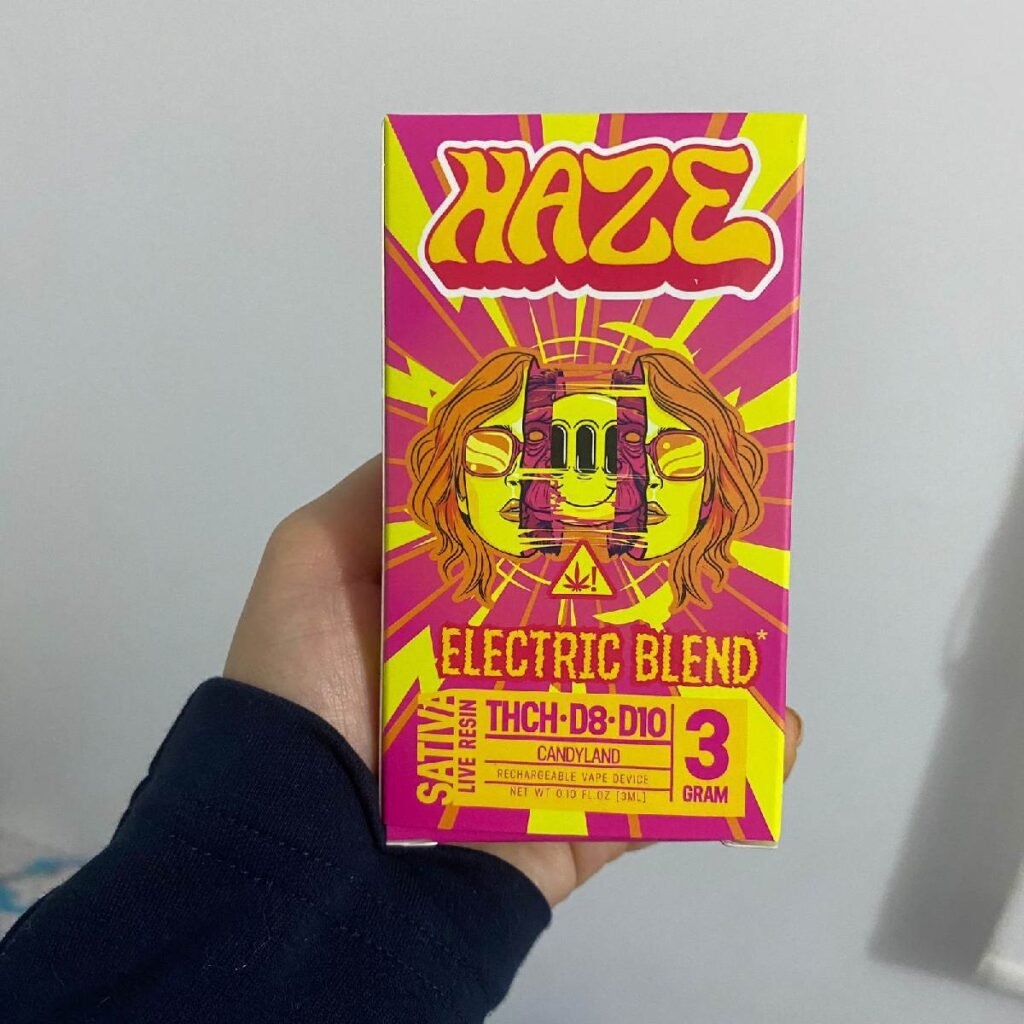 HAZE
ELECTRIC BLEND*
SATIVA
LIVE RESIN
THCH·D8·D10
CANDYLAND
RECHARGEABLE VAPE DEVICE
NET WT 0.10 FL.OZ [3ML]
3
GRAM